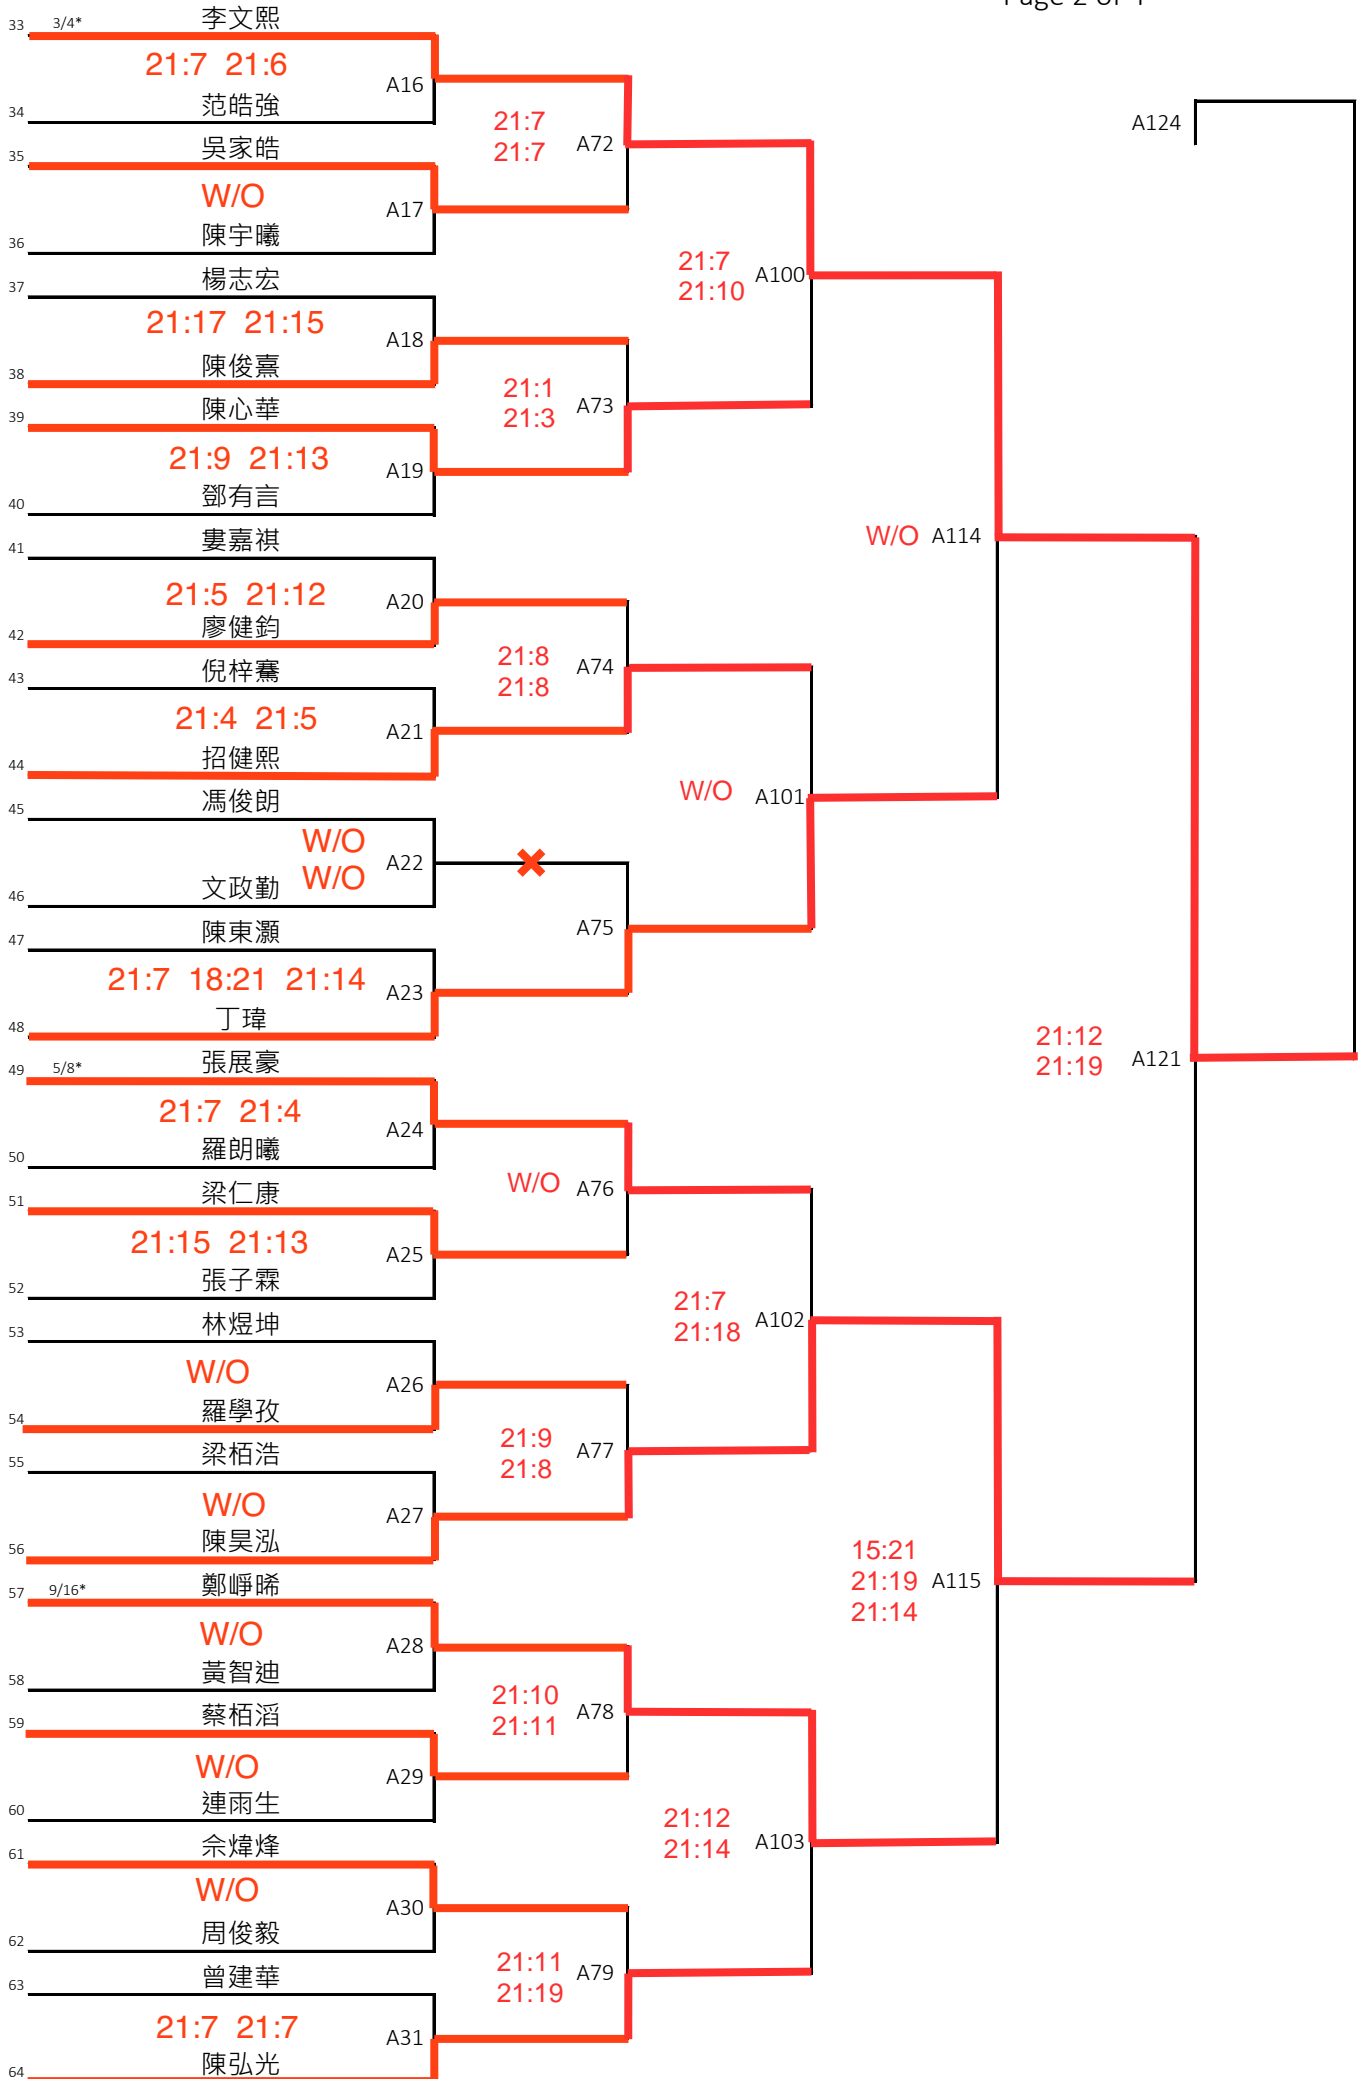 Page 2 of 4
33 3/4* 李文熙
21:7 21:6
A16
34 范皓強
21:7
21:7
A72
A124
35 吳家皓
W/O
A17
36 陳宇曦
21:7
21:10
A100
37 楊志宏
21:17 21:15
A18
38 陳俊熹
21:1
21:3
A73
39 陳心華
21:9 21:13
A19
40 鄧有言
W/O A114
41 婁嘉祺
21:5 21:12
A20
42 廖健鈞
21:8
21:8
A74
43 倪梓騫
21:4 21:5
A21
44 招健熙
W/O A101
45 馮俊朗
W/O
A22
W/O
46 文政勤
A75
47 陳東灝
21:7 18:21 21:14
A23
48 丁瑋
21:12
21:19
A121
49 5/8* 張展豪
21:7 21:4
A24
50 羅朗曦
W/O A76
51 梁仁康
21:15 21:13
A25
52 張子霖
21:7
21:18
A102
53 林煜坤
W/O
A26
54 羅學孜
21:9
21:8
A77
55 梁栢浩
W/O
A27
56 陳昊泓
15:21
21:19
21:14
A115
57 9/16* 鄭崢晞
W/O
A28
58 黃智迪
21:10
21:11
A78
59 蔡栢滔
W/O
A29
60 連雨生
21:12
21:14
A103
61 佘煒烽
W/O
A30
62 周俊毅
21:11
21:19
A79
63 曾建華
21:7 21:7
A31
64 陳弘光